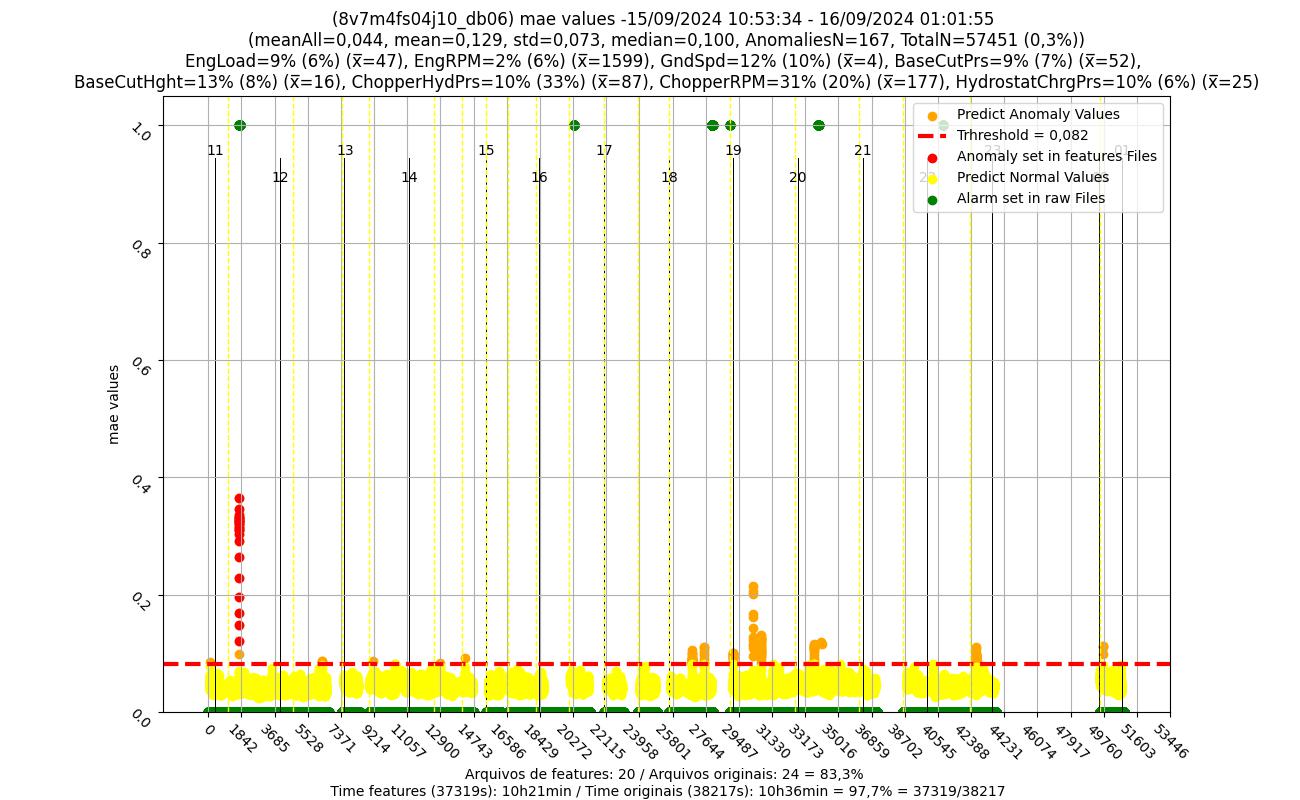 (8v7m4fs04j10_db06) mae values -15/09/2024 10:53:34 - 16/09/2024 01:01:55
(meanAll=0,044, mean=0,129, std=0,073, median=0,100, AnomaliesN=167, TotalN=57451 (0,3%))
EngLoad=9% (6%) (x̅=47), EngRPM=2% (6%) (x̅=1599), GndSpd=12% (10%) (x̅=4), BaseCutPrs=9% (7%) (x̅=52),
BaseCutHght=13% (8%) (x̅=16), ChopperHydPrs=10% (33%) (x̅=87), ChopperRPM=31% (20%) (x̅=177), HydrostatChrgPrs=10% (6%) (x̅=25)
Predict Anomaly Values
Trhreshold = 0,082
Anomaly set in features Files
Predict Normal Values
Alarm set in raw Files
11 13 15 17 19 21 23 01
12 14 16 18 20
mae values
1.0
0.8
0.6
0.4
0.2
0.0
0 1842 3685 5528 7371 9214 11057 12900 14743 16586 18429 20272 22115 23958 25801 27644 29487 31330 33173 35016 36859 38702 40545 42388 44231 46074 47917 49760 51603 53446
Arquivos de features: 20 / Arquivos originais: 24 = 83,3%
Time features (37319s): 10h21min / Time originais (38217s): 10h36min = 97,7% = 37319/38217